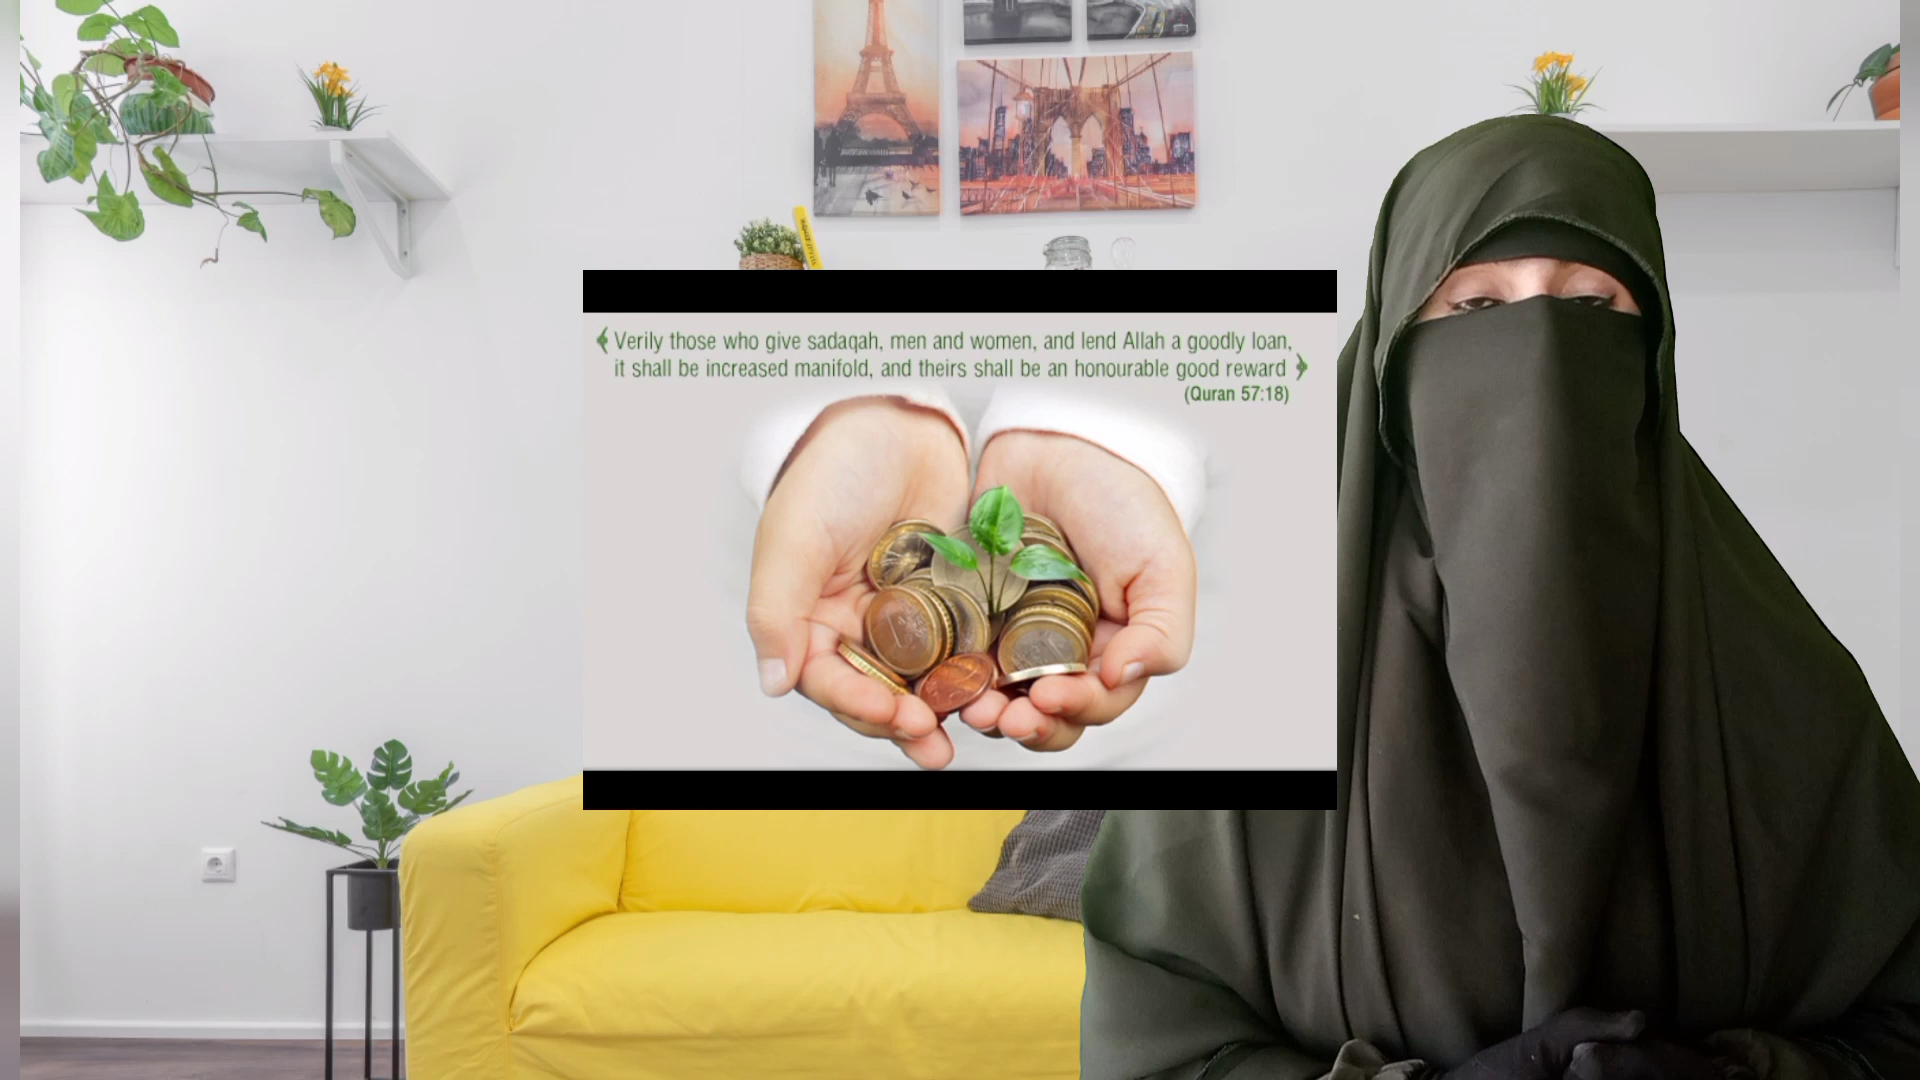 Verily those who give sadaqah, men and women, and lend Allah a goodly loan,
it shall be increased manifold, and theirs shall be an honourable good reward
(Quran 57:18)